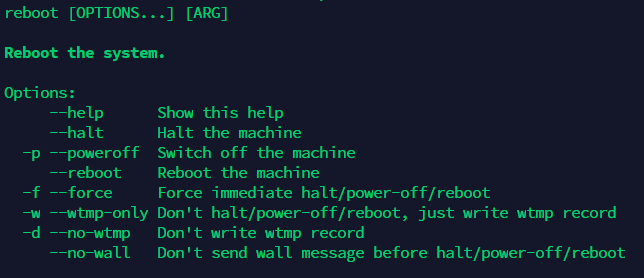 reboot [OPTIONS...] [ARG]
Reboot the system.
Options:
--help Show this help
--halt Halt the machine
-p --poweroff Switch off the machine
--reboot Reboot the machine
-f --force Force immediate halt/power-off/reboot
-w --wtmp-only Don't halt/power-off/reboot, just write wtmp record
-d --no-wtmp Don't write wtmp record
--no-wall Don't send wall message before halt/power-off/reboot